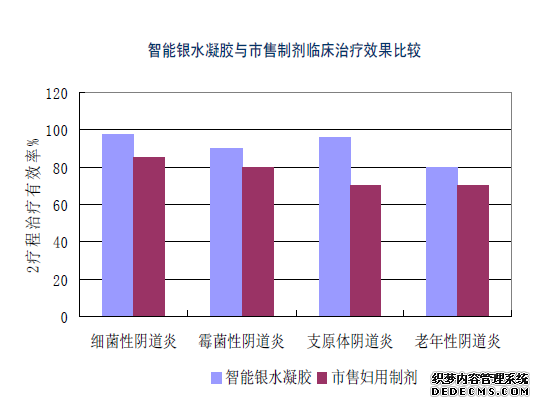 智能银水凝胶与市售制剂临床治疗效果比较
2疗程治疗有效率%
120
100
80
60
40
20
0
细菌性阴道炎 霉菌性阴道炎 支原体阴道炎 老年性阴道炎
智能银水凝胶 市售妇用制剂
织梦内容管理系统
DEDECMS.COM